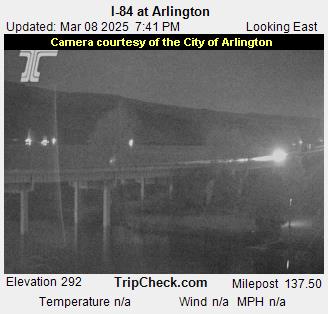 I-84 at Arlington
Updated: Mar 08 2025 7:41 PM Looking East
Camera courtesy of the City of Arlington
Elevation 292 TripCheck.com Milepost 137.50
Temperature n/a Wind n/a MPH n/a